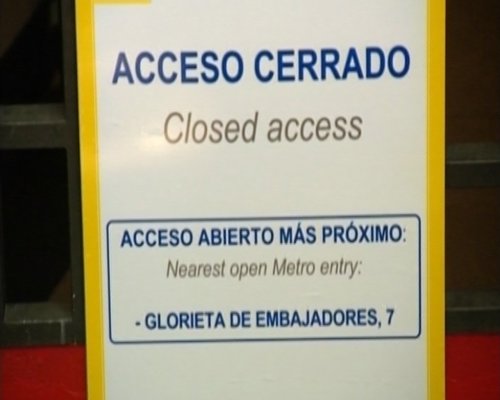 ACCESO CERRADO
Closed access
ACCESO ABIERTO MÁS PRÓXIMO:
Nearest open Metro entry:
- GLORIETA DE EMBAJADORES, 7